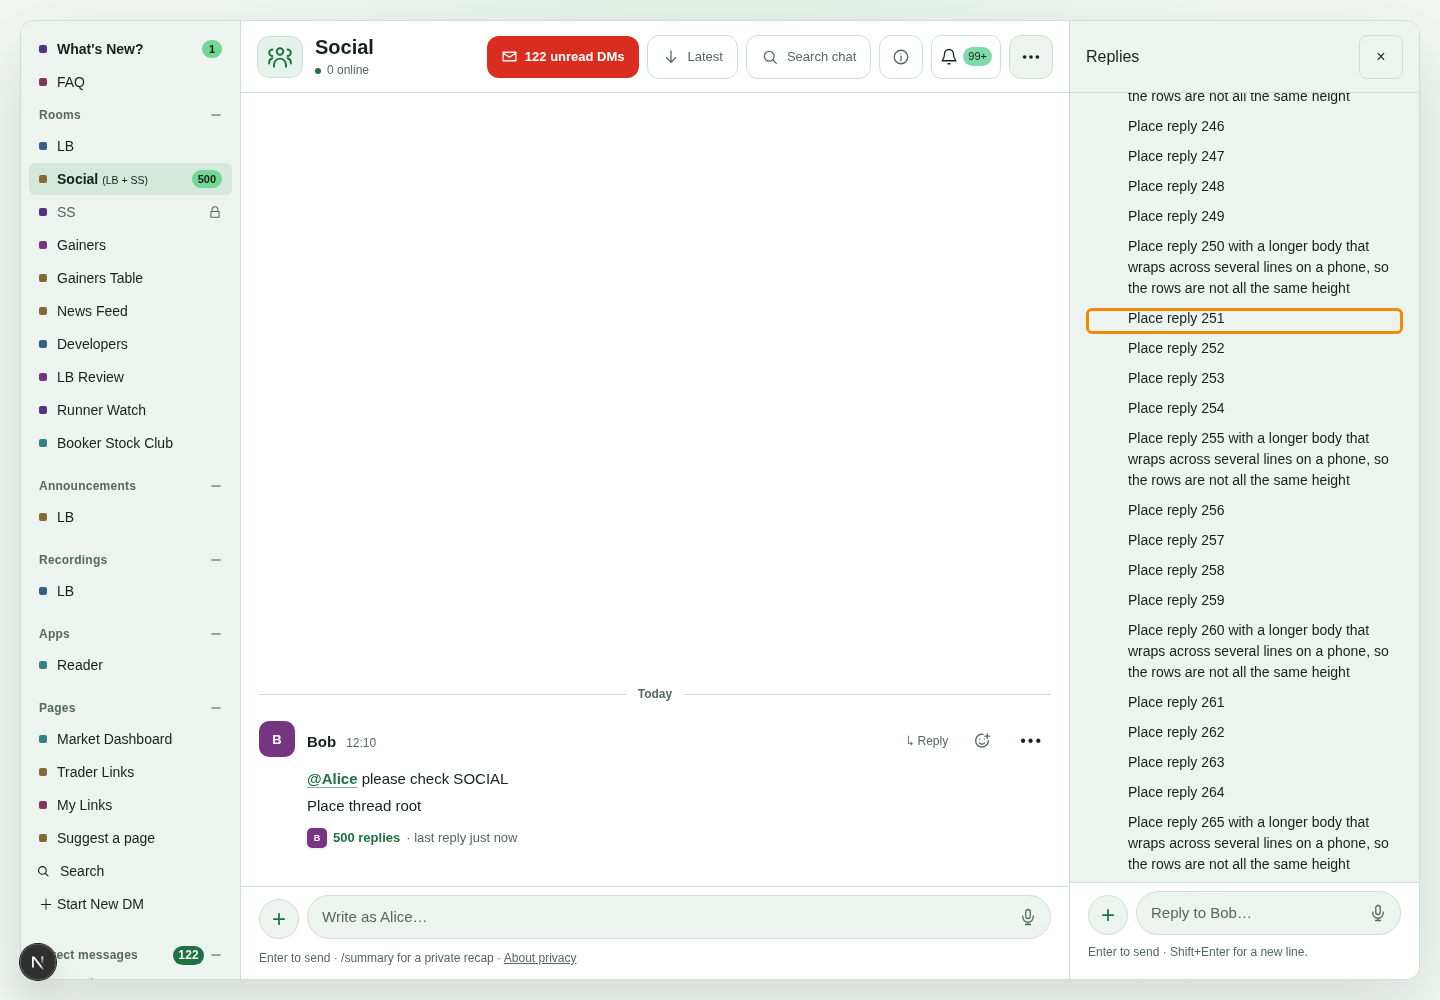 What's New?
1
FAQ
Rooms
LB
Social (LB + SS)
500
SS
Gainers
Gainers Table
News Feed
Developers
LB Review
Runner Watch
Booker Stock Club
Announcements
LB
Recordings
LB
Apps
Reader
Pages
Market Dashboard
Trader Links
My Links
Suggest a page
Search
Start New DM
ect messages
122
N
Social
0 online
122 unread DMs
Latest
Search chat
99+
Today
B
Bob 12:10
↳ Reply
@Alice please check SOCIAL
Place thread root
B
500 replies · last reply just now
Write as Alice…
Enter to send · /summary for a private recap · About privacy
Replies
×
the rows are not all the same height
Place reply 246
Place reply 247
Place reply 248
Place reply 249
Place reply 250 with a longer body that
wraps across several lines on a phone, so
the rows are not all the same height
Place reply 251
Place reply 252
Place reply 253
Place reply 254
Place reply 255 with a longer body that
wraps across several lines on a phone, so
the rows are not all the same height
Place reply 256
Place reply 257
Place reply 258
Place reply 259
Place reply 260 with a longer body that
wraps across several lines on a phone, so
the rows are not all the same height
Place reply 261
Place reply 262
Place reply 263
Place reply 264
Place reply 265 with a longer body that
wraps across several lines on a phone, so
the rows are not all the same height
Reply to Bob…
Enter to send · Shift+Enter for a new line.